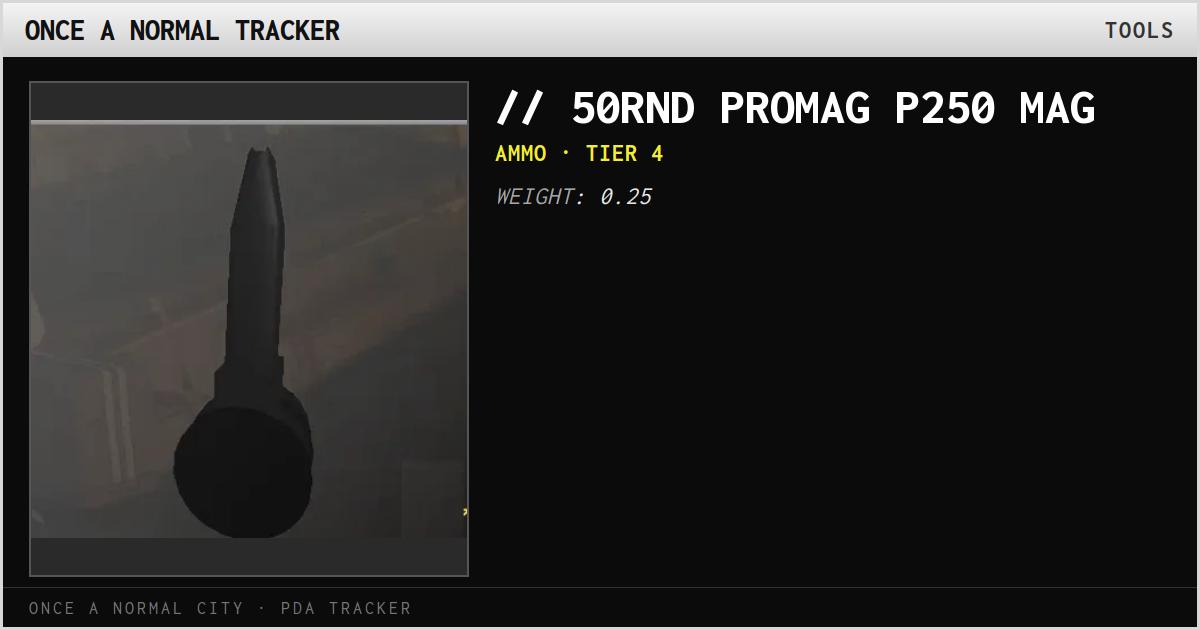 ONCE A NORMAL TRACKER
TOOLS
// 50RND PROMAG P250 MAG
AMMO · TIER 4
WEIGHT: 0.25
ONCE A NORMAL CITY · PDA TRACKER